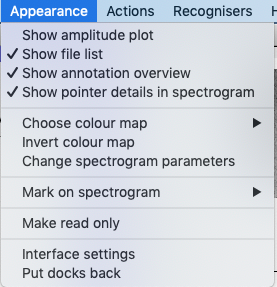 Appearance Actions Recognisers
Show amplitude plot
✓ Show file list
✓ Show annotation overview
✓ Show pointer details in spectrogram
Choose colour map
Invert colour map
Change spectrogram parameters
Mark on spectrogram
Make read only
Interface settings
Put docks back